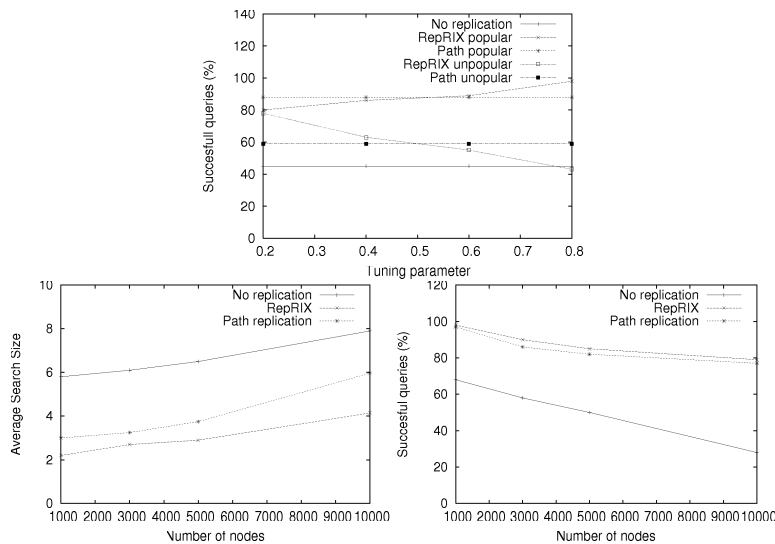 Succesfull queries (%)
140
120
100
80
60
40
20
0
No replication
RepRIX popular
Path popular
RepRIX unpopular
Path unopular
0.2 0.3 0.4 0.5 0.6 0.7 0.8
Tuning parameter
Average Search Size
10
8
6
4
2
0
No replication
RepRIX
Path replication
1000 2000 3000 4000 5000 6000 7000 8000 9000 10000
Number of nodes
Succesful queries (%)
120
100
80
60
40
20
0
No replication
RepRIX
Path replication
1000 2000 3000 4000 5000 6000 7000 8000 9000 10000
Number of nodes